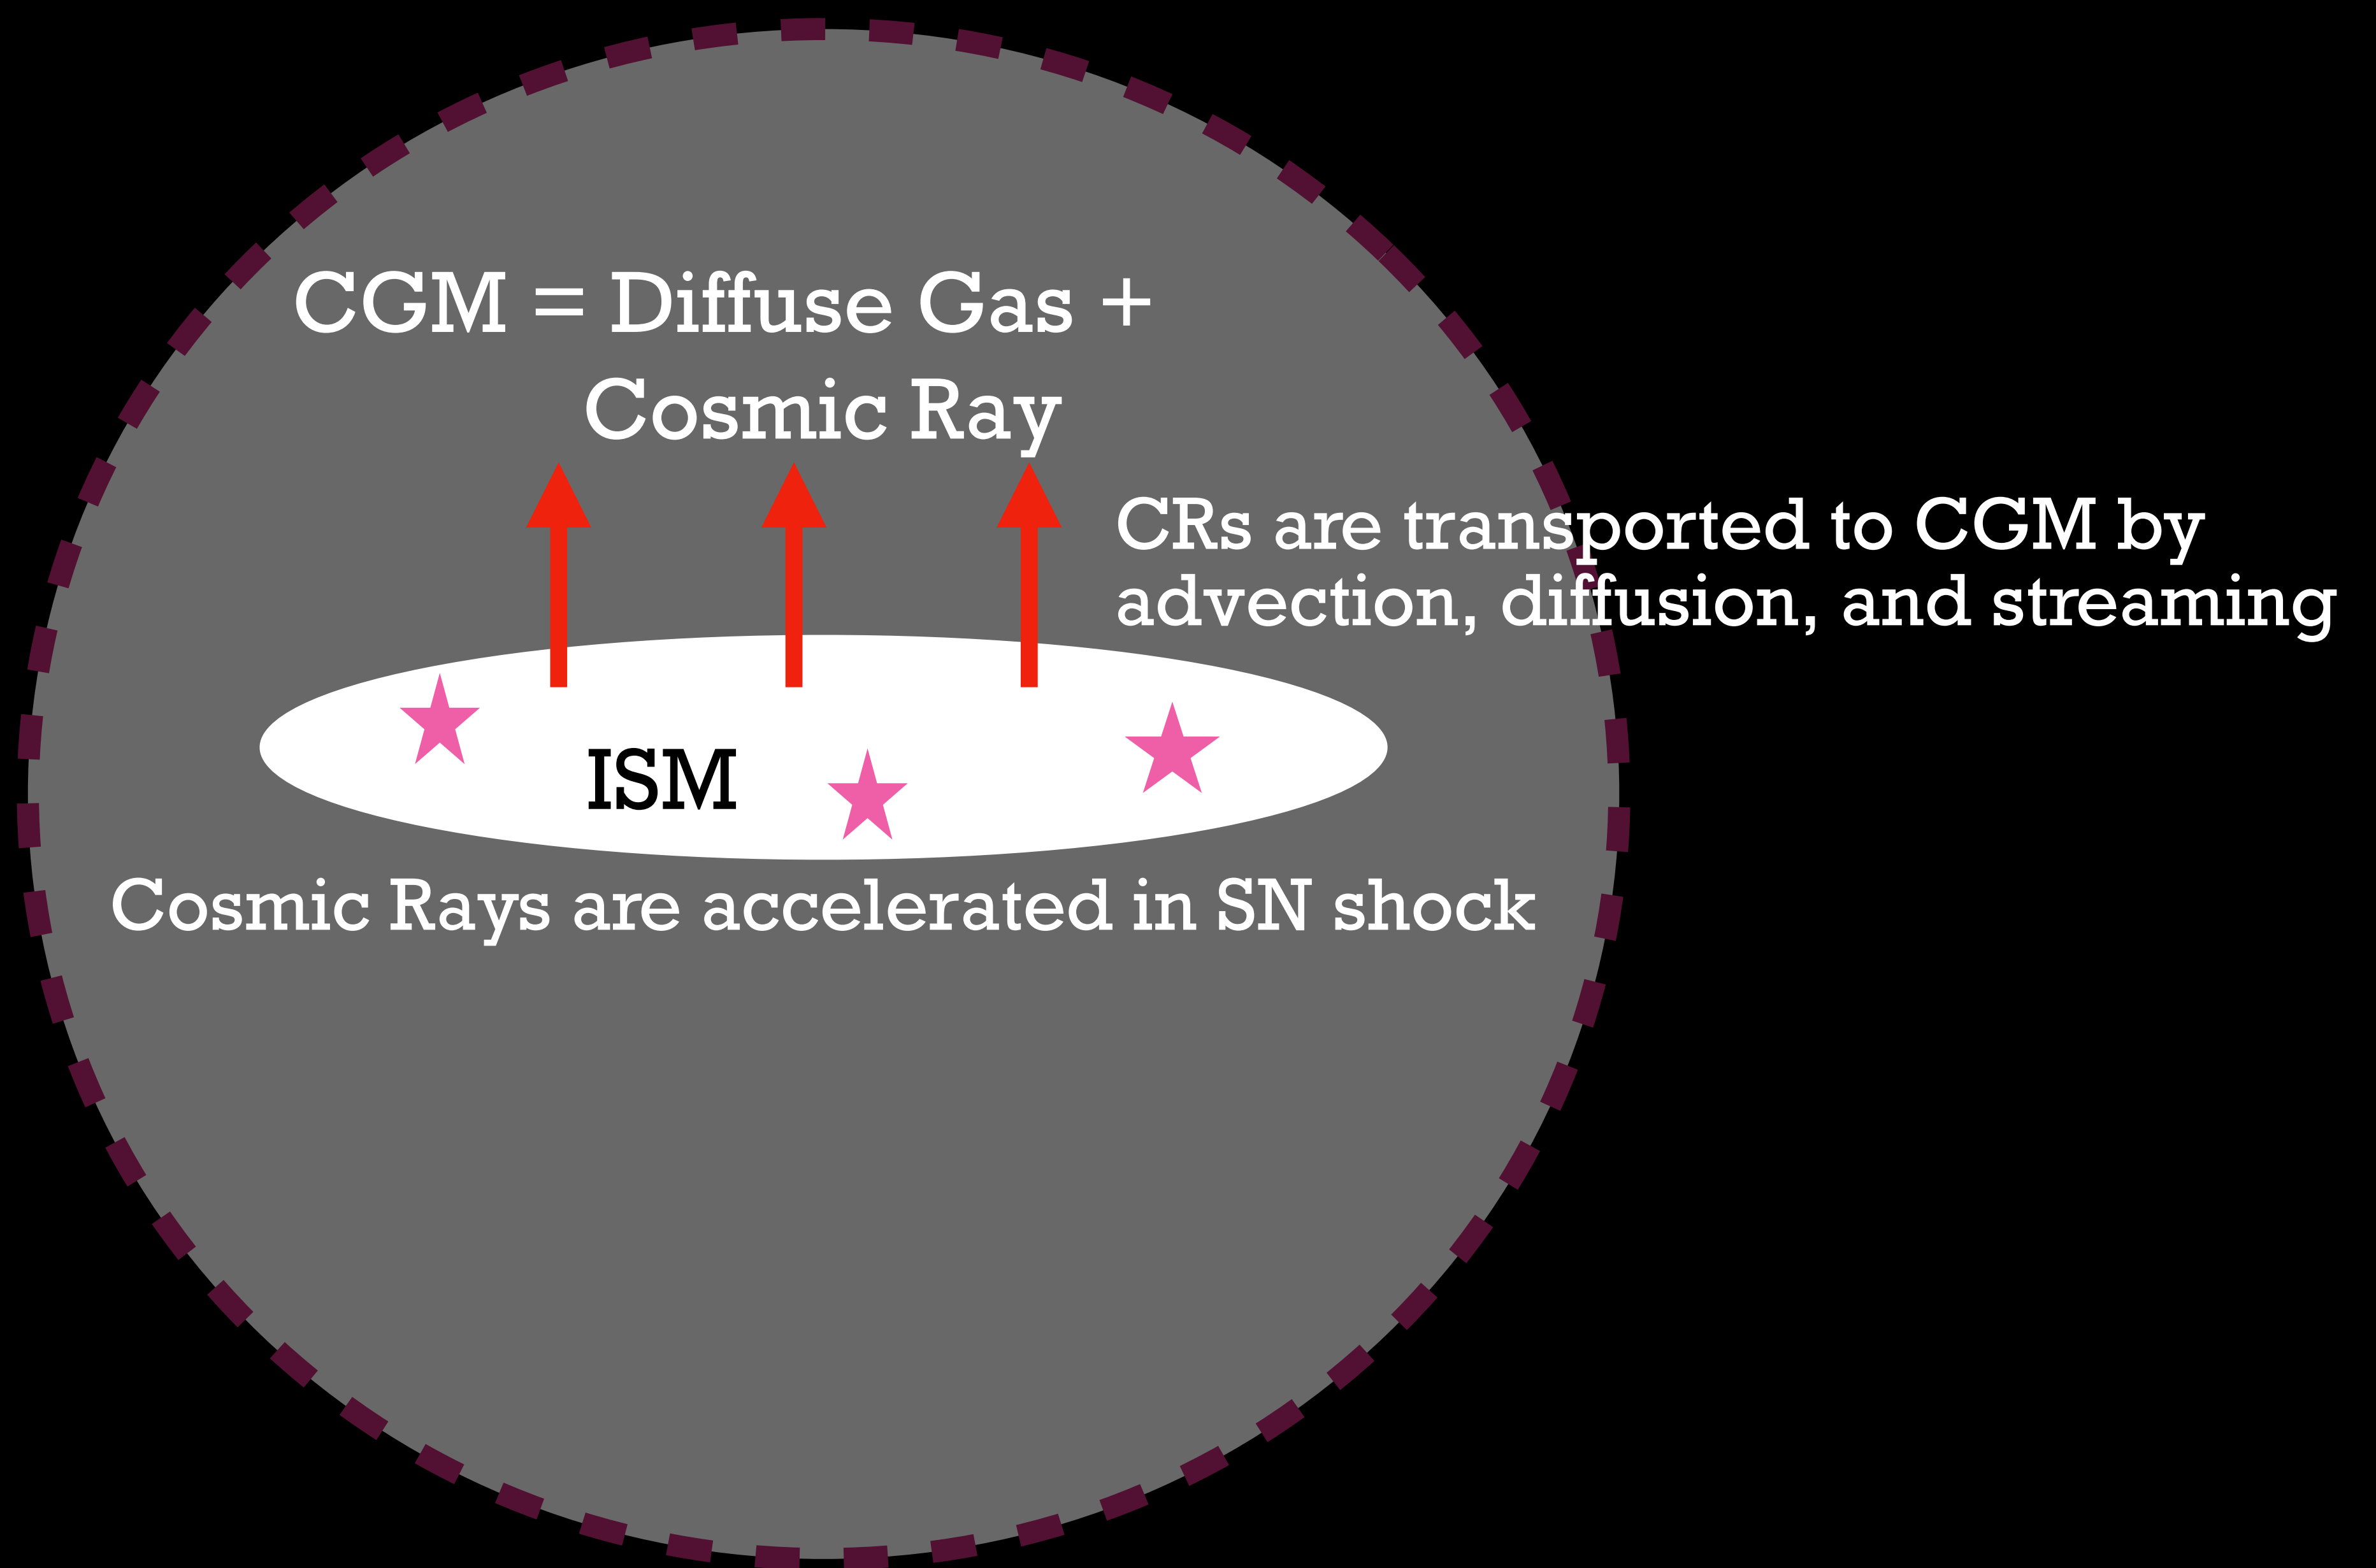 CGM = Diffuse Gas +
Cosmic Ray
CRs are transported to CGM by
advection, diffusion, and streaming
ISM
Cosmic Rays are accelerated in SN shock